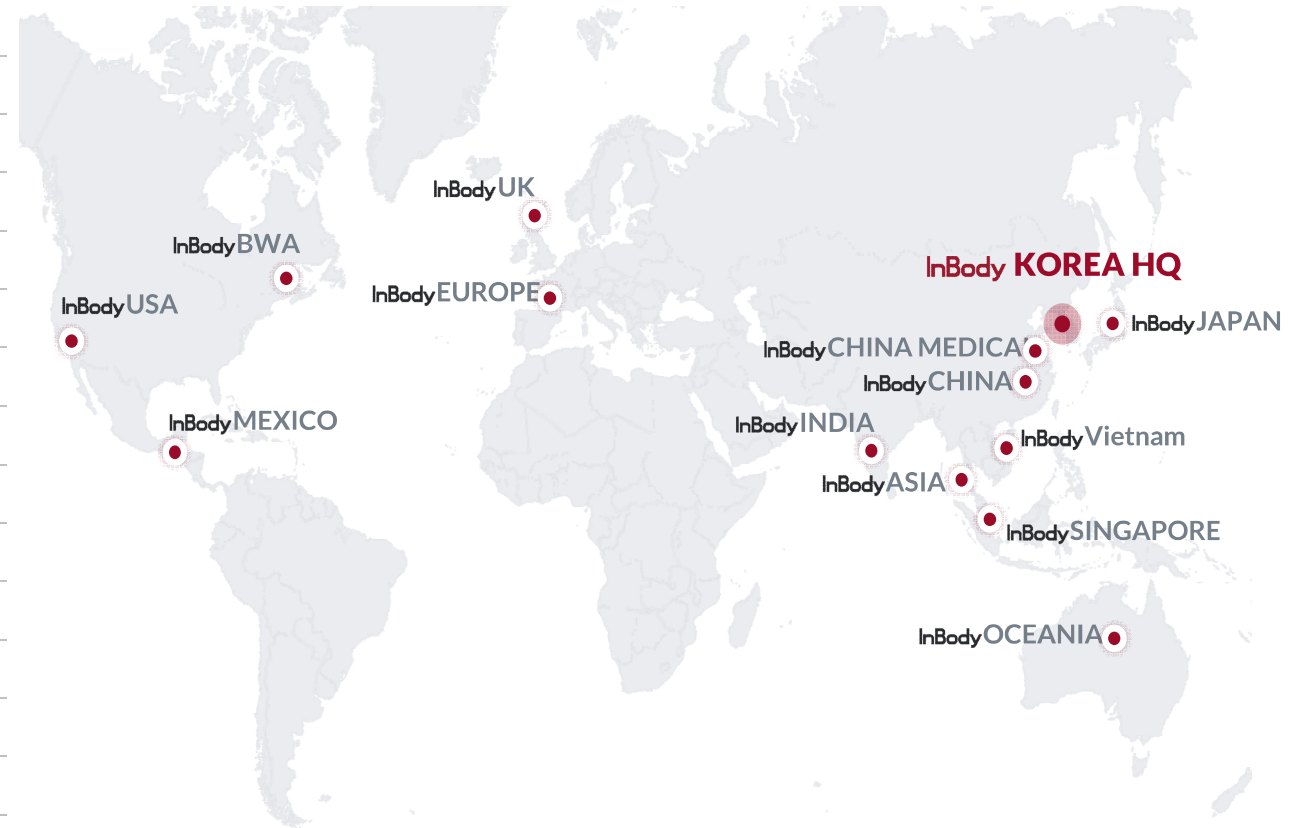 InBody UK
InBody BWA
InBody KOREA HQ
InBody EUROPE
InBody USA
InBody JAPAN
InBody CHINA MEDICAL
InBody CHINA
InBody MEXICO
InBody INDIA
InBody Vietnam
InBody ASIA
InBody SINGAPORE
InBody OCEANIA